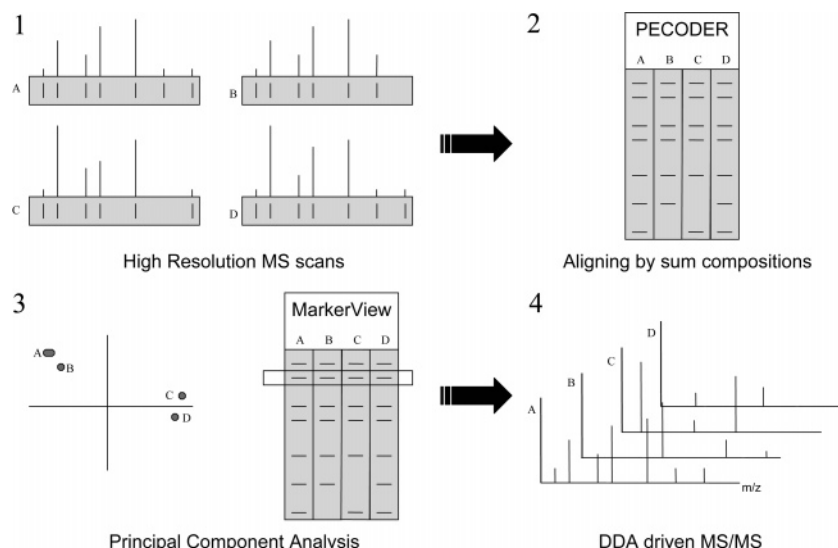 1
A
B
C
D
High Resolution MS scans
2
PECODER
A B C D
Aligning by sum compositions
3
A
B
C
D
MarkerView
A B C D
Principal Component Analysis
4
D
C
B
A
m/z
DDA driven MS/MS